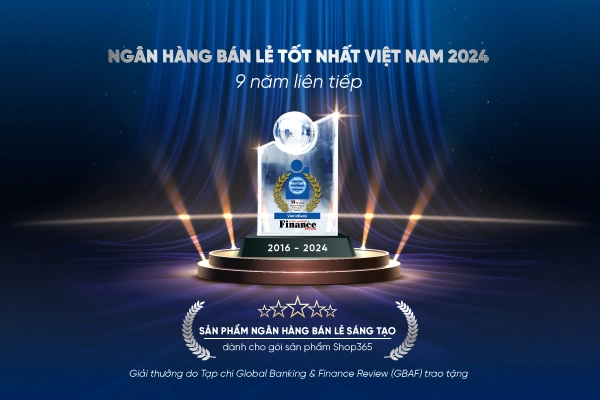 NGÂN HÀNG BÁN LẺ TỐT NHẤT VIỆT NAM 2024
9 năm liên tiếp
VietinBank
Finance
2016 - 2024
SẢN PHẨM NGÂN HÀNG BÁN LẺ SÁNG TẠO
dành cho gói sản phẩm Shop365
Giải thưởng do Tạp chí Global Banking & Finance Review (GBAF) trao tặng